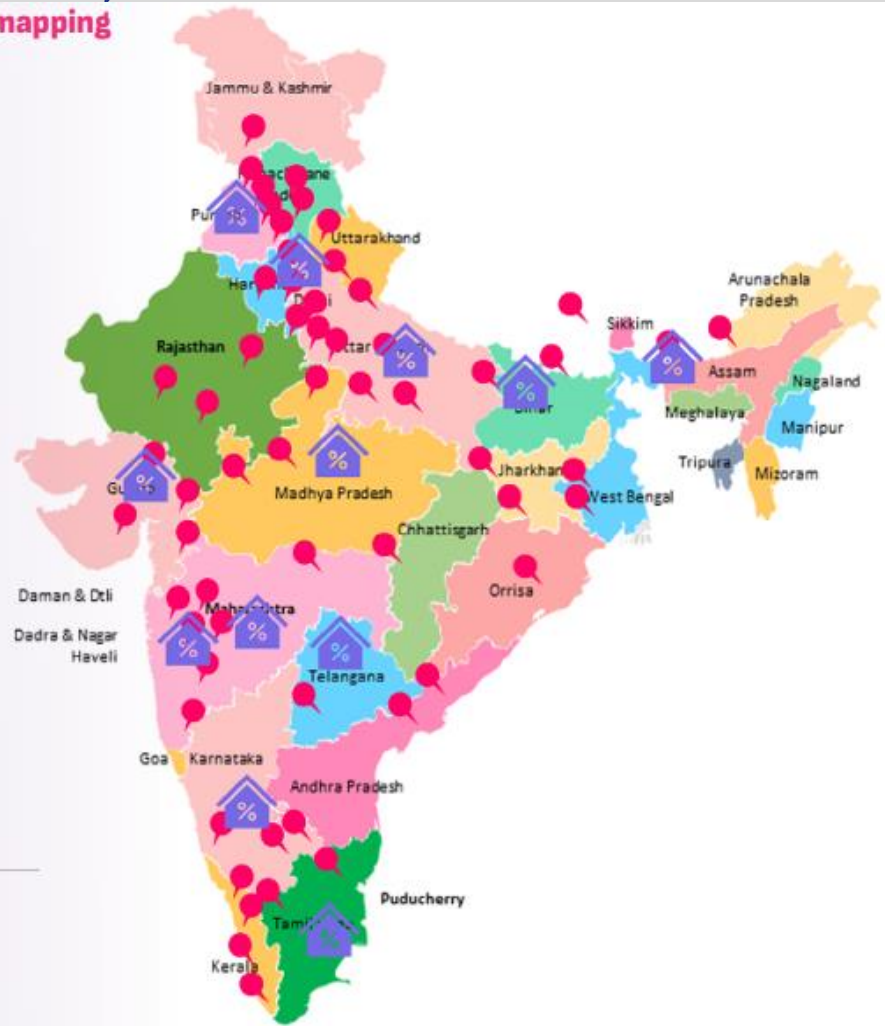 mapping
Jammu & Kashmir
Uttarakhand
Arunachala
Pradesh
Sikkim
Rajasthan
Assam
Nagaland
Meghalaya
Manipur
Tripura
Mizoram
Madhya Pradesh
West Bengal
Chhattisgarh
Orrisa
Daman & Dtli
Dadra & Nagar
Haveli
Telangana
Goa
Karnataka
Andhra Pradesh
Puducherry
Kerala
%
%
%
%
%
%
%
%
%
%
%